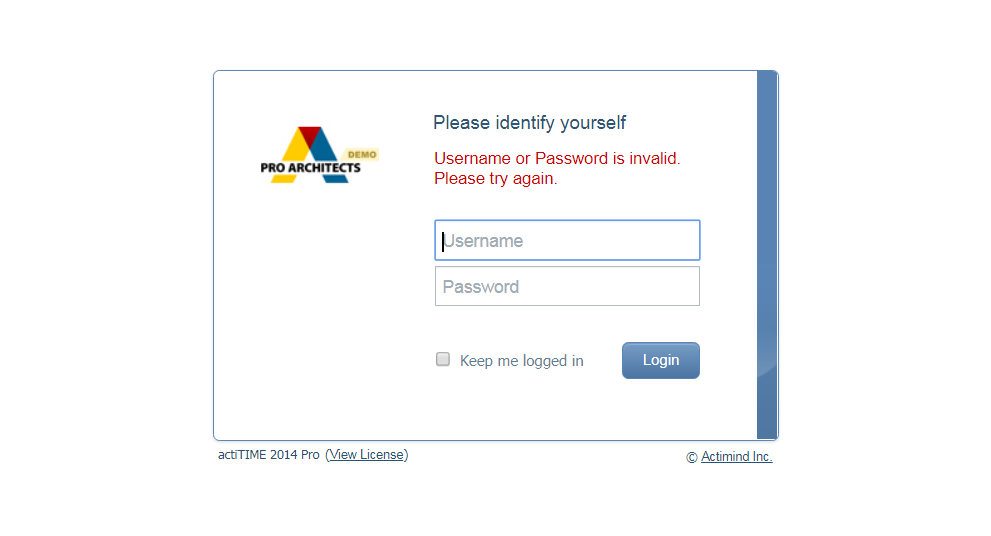 Please identify yourself
DEMO
PRO ARCHITECTS
Username or Password is invalid.
Please try again.
Username
Password
Keep me logged in
Login
actiTIME 2014 Pro (View License)
© Actimind Inc.